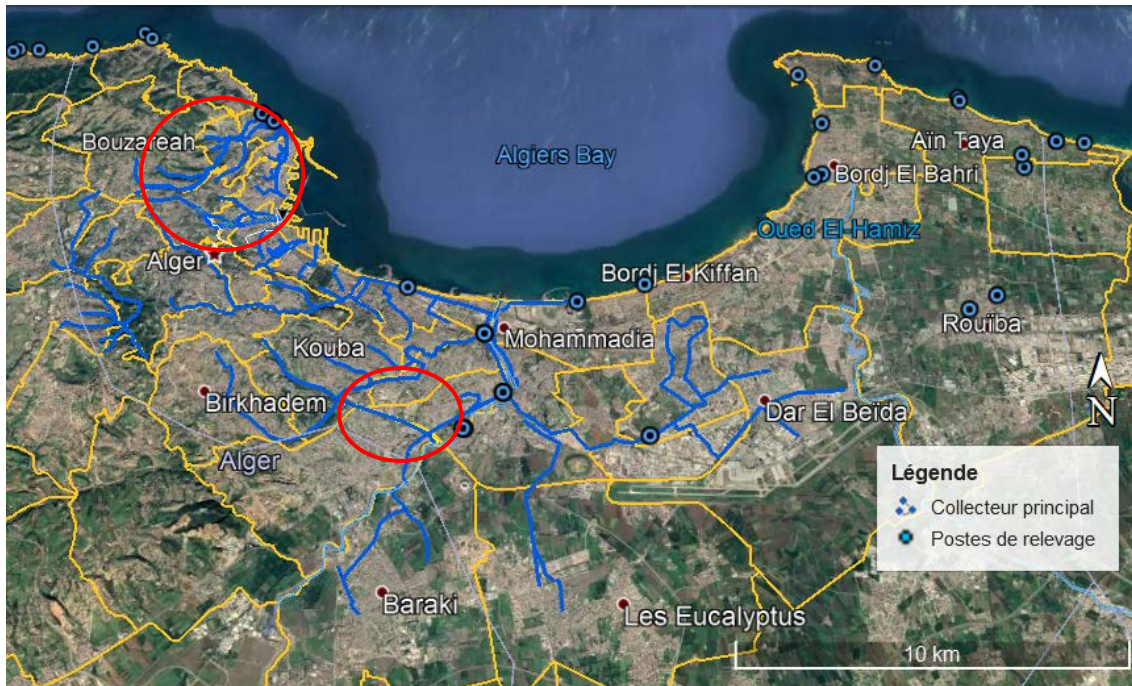 Bouzareah
Algiers Bay
Aïn Taya
Bordj El Bahri
Oued El Hamiz
Alger
Bordj El Kiffan
Rouïba
Kouba
Mohammadia
N
Birkhadem
Dar El Beïda
Alger
Légende
Collecteur principal
Postes de relevage
Baraki
Les Eucalyptus
10 km